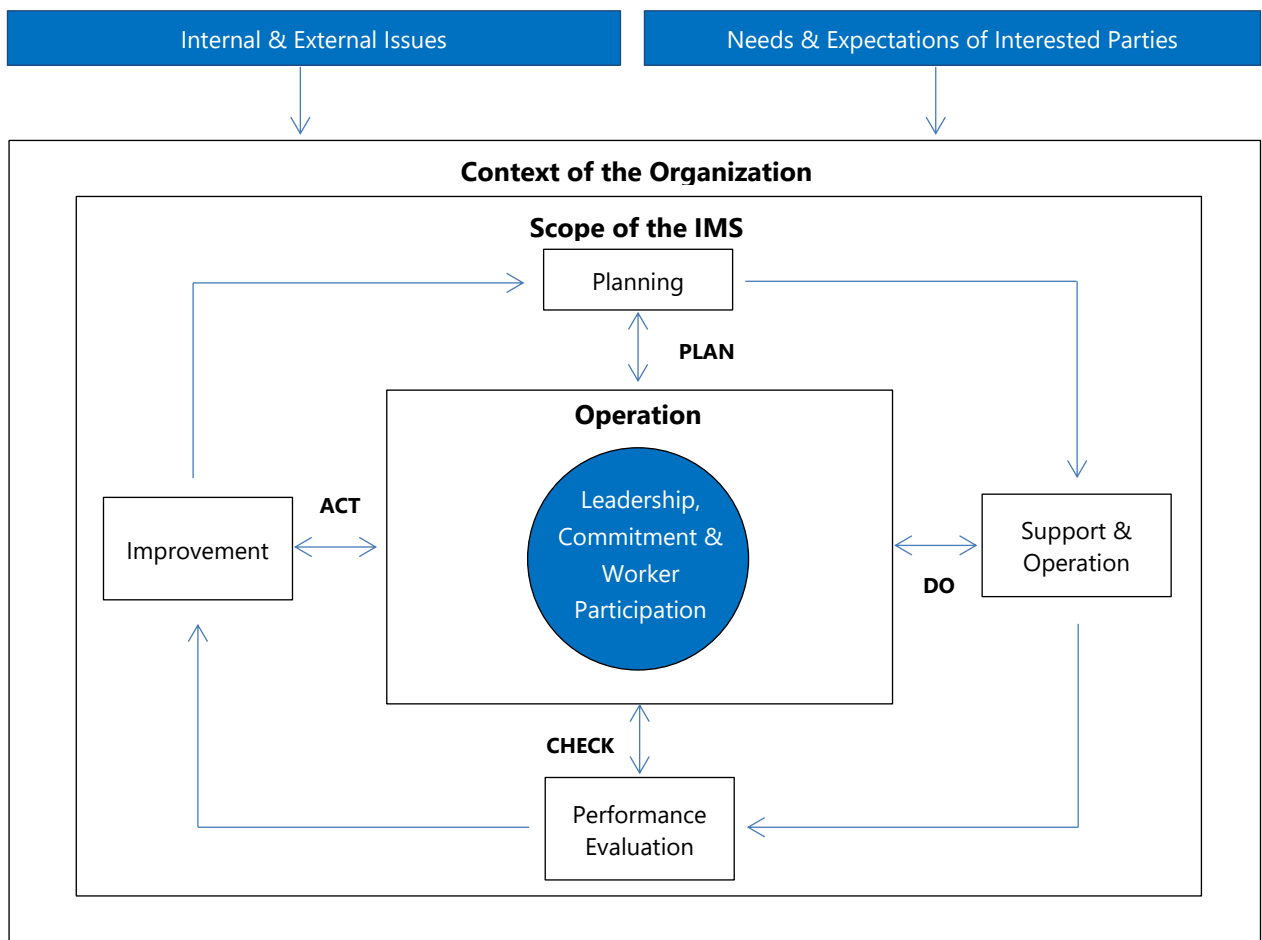 Internal & External Issues
Needs & Expectations of Interested Parties
Context of the Organization
Scope of the IMS
Planning
PLAN
Operation
Leadership,
Commitment &
Worker
Participation
ACT
Improvement
Support &
Operation
DO
CHECK
Performance
Evaluation